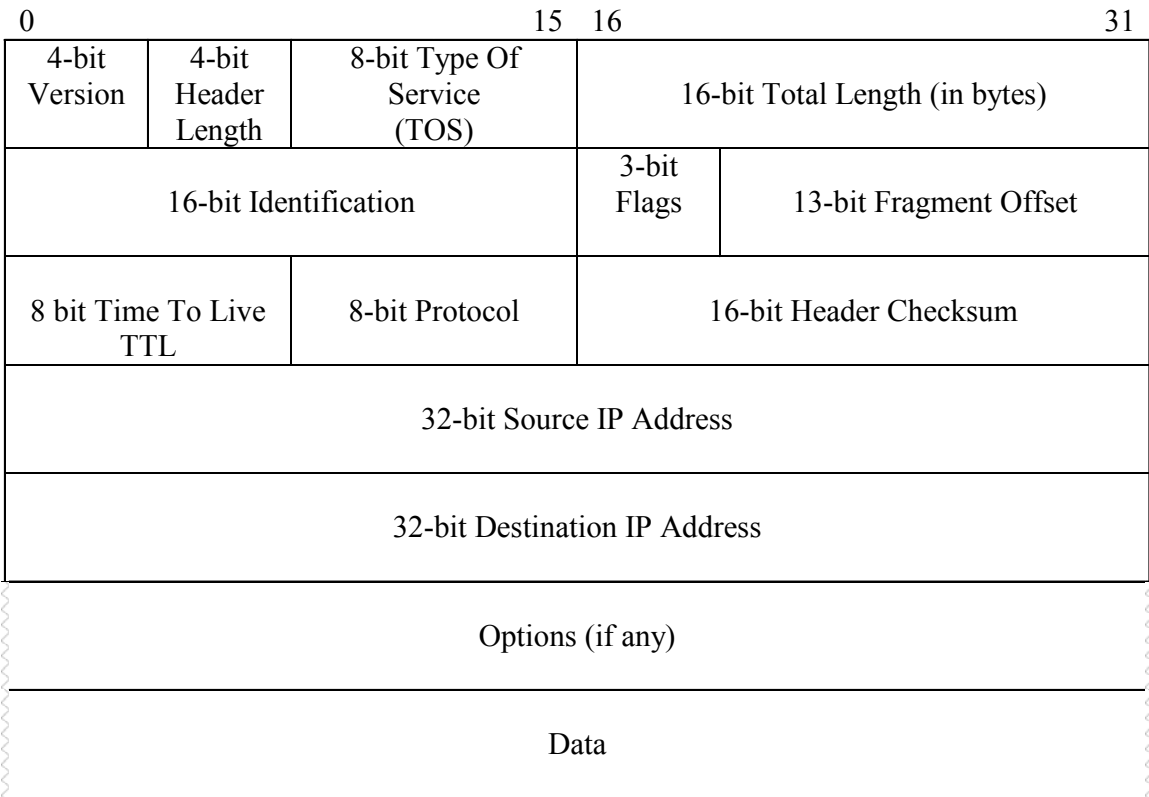 0 15 16 31
4-bit
Version
4-bit
Header
Length
8-bit Type Of
Service
(TOS)
16-bit Total Length (in bytes)
16-bit Identification
3-bit
Flags
13-bit Fragment Offset
8 bit Time To Live
TTL
8-bit Protocol
16-bit Header Checksum
32-bit Source IP Address
32-bit Destination IP Address
Options (if any)
Data